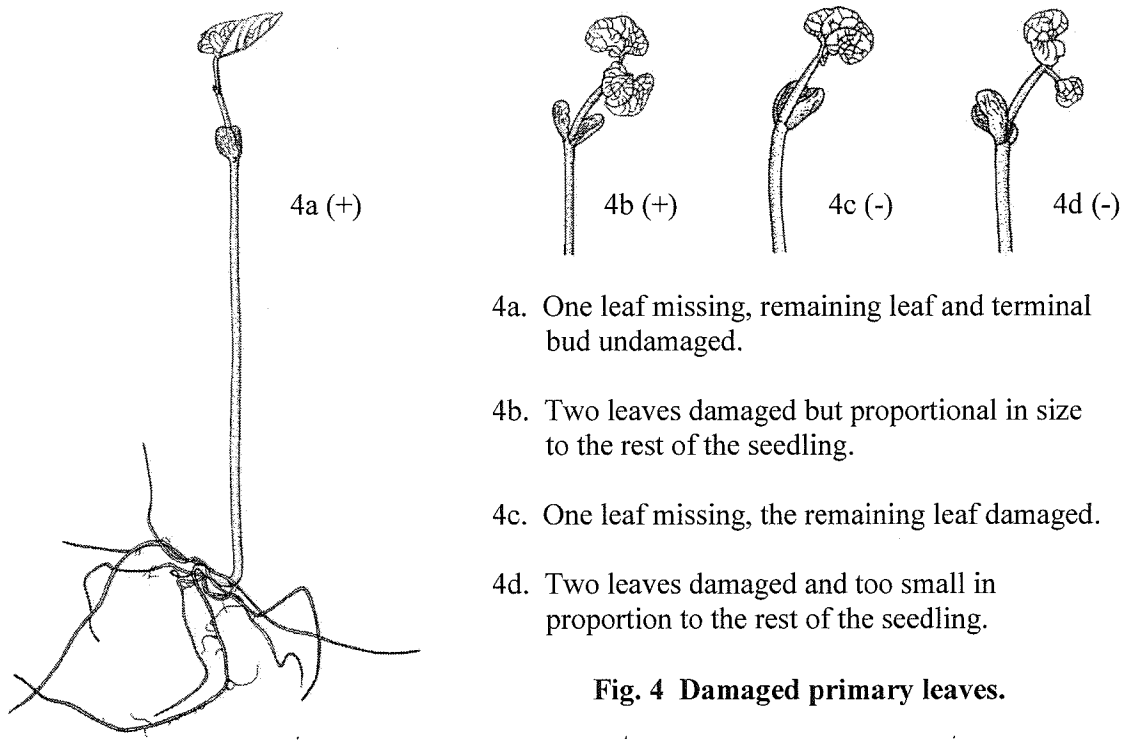 4a (+)
4b (+)
4c (-)
4d (-)
4a. One leaf missing, remaining leaf and terminal
bud undamaged.
4b. Two leaves damaged but proportional in size
to the rest of the seedling.
4c. One leaf missing, the remaining leaf damaged.
4d. Two leaves damaged and too small in
proportion to the rest of the seedling.
Fig. 4 Damaged primary leaves.